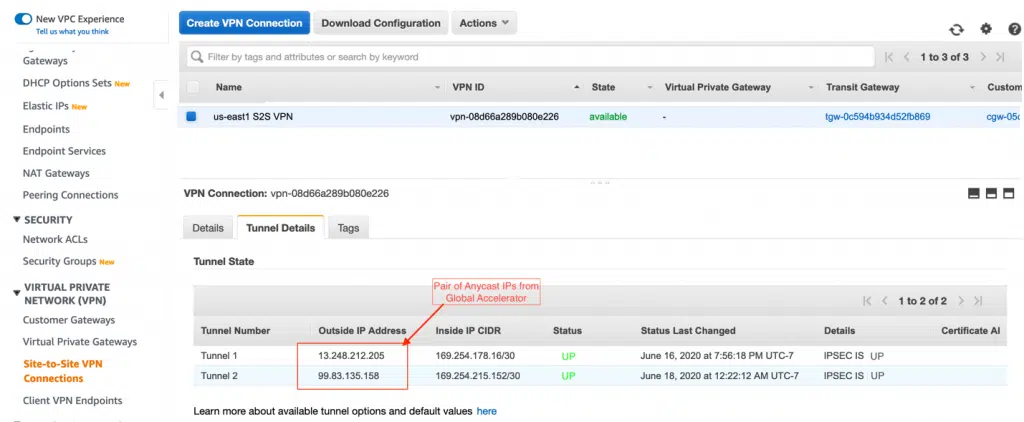 New VPC Experience
Tell us what you think
Gateways
DHCP Options Sets New
Elastic IPs New
Endpoints
Endpoint Services
NAT Gateways
Peering Connections
SECURITY
Network ACLs
Security Groups New
VIRTUAL PRIVATE
NETWORK (VPN)
Customer Gateways
Virtual Private Gateways
Site-to-Site VPN
Connections
Client VPN Endpoints
Create VPN Connection Download Configuration Actions
Filter by tags and attributes or search by keyword
1 to 3 of 3
Name VPN ID State Virtual Private Gateway Transit Gateway Custom
us-east1 S2S VPN vpn-08d66a289b080e226 available - tgw-0c594b934d52fb869 cgw-05c
VPN Connection: vpn-08d66a289b080e226
Details Tunnel Details Tags
Tunnel State
Pair of Anycast IPs from
Global Accelerator
1 to 2 of 2
Tunnel Number Outside IP Address Inside IP CIDR Status Status Last Changed Details Certificate AI
Tunnel 1 13.248.212.205 169.254.178.16/30 UP June 16, 2020 at 7:56:18 PM UTC-7 IPSEC IS UP
Tunnel 2 99.83.135.158 169.254.215.152/30 UP June 18, 2020 at 12:22:12 AM UTC-7 IPSEC IS UP
Learn more about available tunnel options and default values here